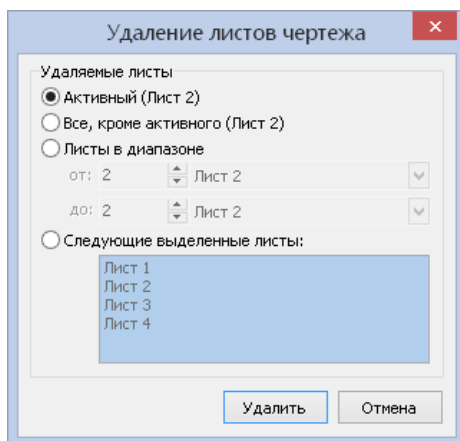 Удаление листов чертежа
Удаляемые листы
Активный (Лист 2)
Все, кроме активного (Лист 2)
Листы в диапазоне
от: 2 Лист 2
до: 2 Лист 2
Следующие выделенные листы:
Лист 1
Лист 2
Лист 3
Лист 4
Удалить Отмена